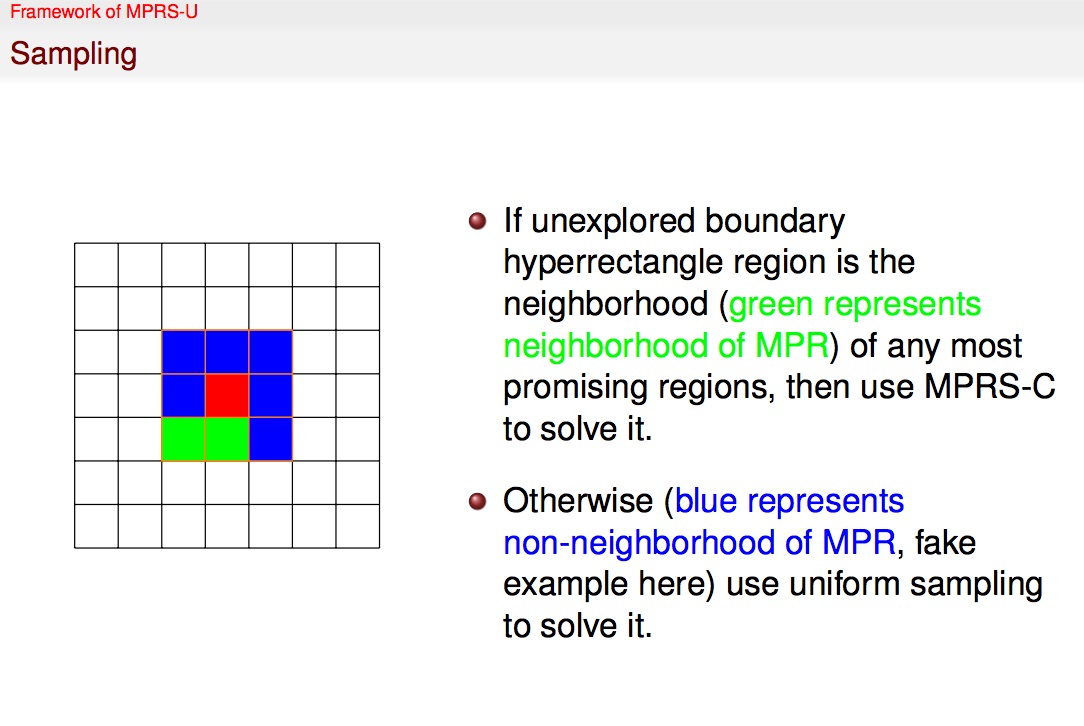 Framework of MPRS-U
Sampling
If unexplored boundary
hyperrectangle region is the
neighborhood (green represents
neighborhood of MPR) of any most
promising regions, then use MPRS-C
to solve it.
Otherwise (blue represents
non-neighborhood of MPR, fake
example here) use uniform sampling
to solve it.